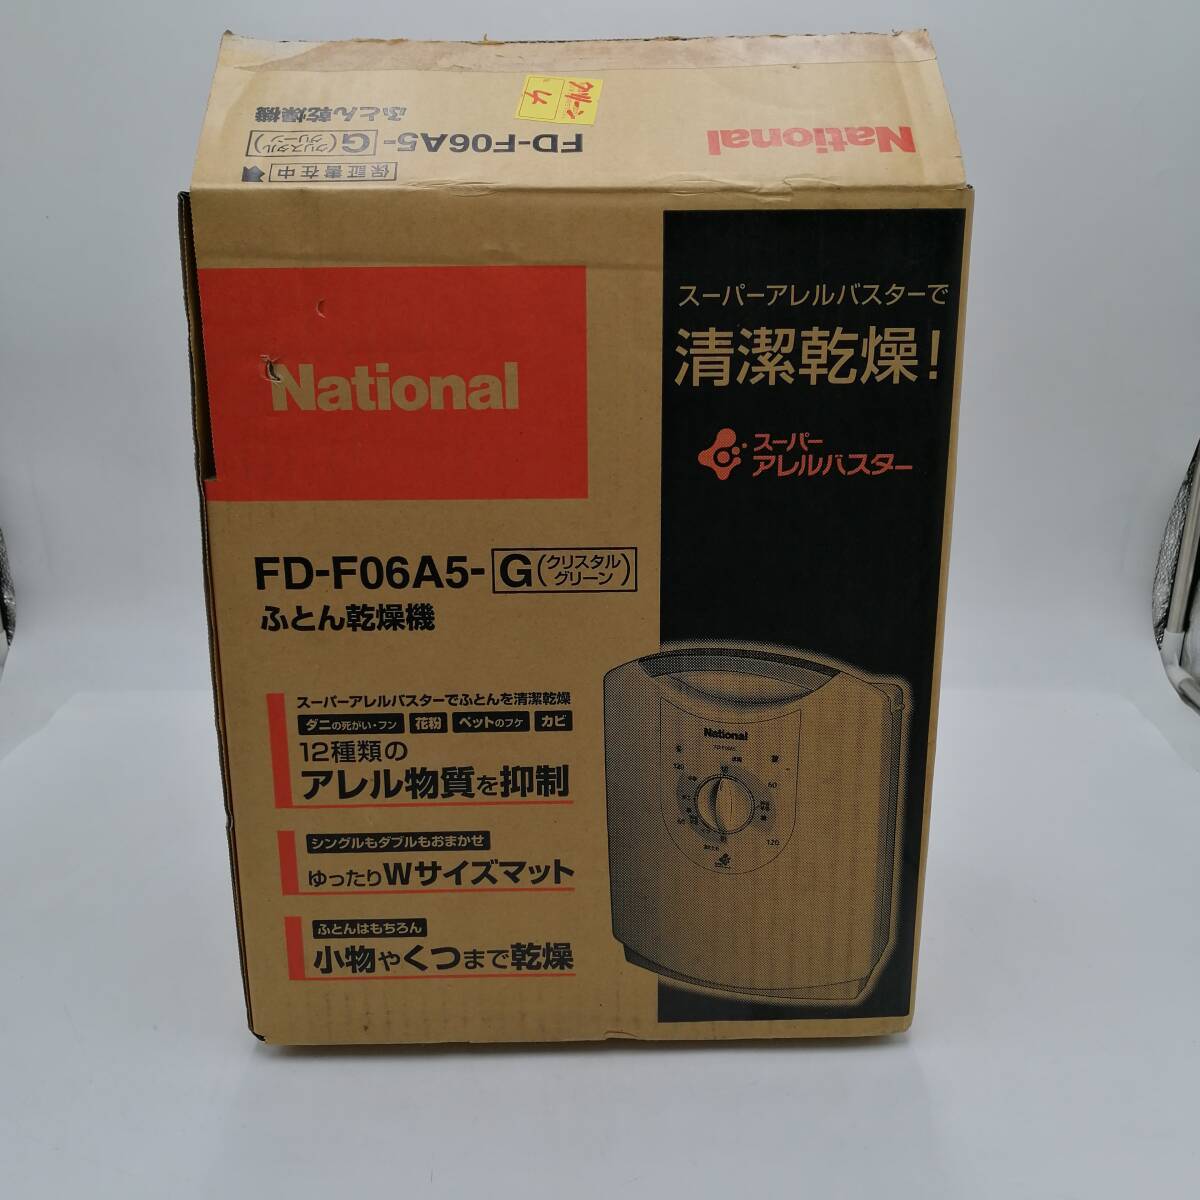 National
FD-F06A5-G(クリスタルグリーン)
ふとん乾燥機
保証書在中
グリーン
National
スーパーアレルバスターで
清潔乾燥!
スーパー
アレルバスター
FD-F06A5-G(クリスタルグリーン)
ふとん乾燥機
スーパーアレルバスターでふとんを清潔乾燥
ダニの死がい・フン 花粉 ペットのフケ カビ
12種類の
アレル物質を抑制
シングルもダブルもおまかせ
ゆったりWサイズマット
ふとんはもちろん
小物やくつまで乾燥
National
120
60
60
120